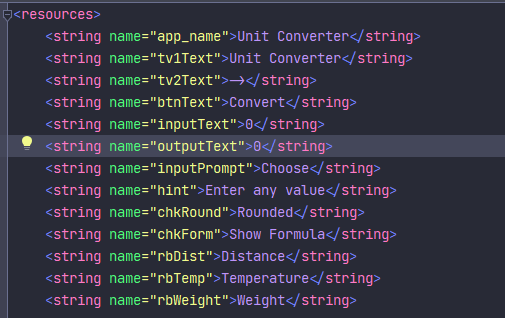 <resources>
<string name="app_name">Unit Converter</string>
<string name="tv1Text">Unit Converter</string>
<string name="tv2Text">→</string>
<string name="btnText">Convert</string>
<string name="inputText">0</string>
<string name="outputText">0</string>
<string name="inputPrompt">Choose</string>
<string name="hint">Enter any value</string>
<string name="chkRound">Rounded</string>
<string name="chkForm">Show Formula</string>
<string name="rbDist">Distance</string>
<string name="rbTemp">Temperature</string>
<string name="rbWeight">Weight</string>